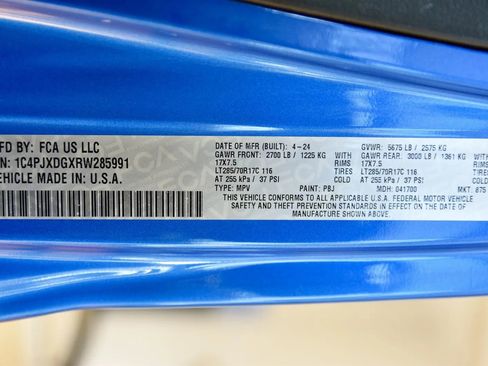 FD BY: FCA US LLC
N: 1C4PJXDGXRW285991
EHICLE MADE IN: U.S.A.
DATE OF MFR (BUILT): 4-24 GVWR: 5675 LB / 2575 KG
GAWR FRONT: 2700 LB / 1225 KG GAWR REAR: 3000 LB / 1361 KG
17X7.5 RIMS 17X7.5
LT285/70R17C 116 TIRES LT285/70R17C 116
AT 255 kPa / 37 PSI COLD AT 255 kPa / 37 PSI COLD
TYPE: MPV PAINT: PBJ MDH: 041700 MKT: 875
THIS VEHICLE CONFORMS TO ALL APPLICABLE U.S.A. FEDERAL MOTOR VEHICLE
SAFETY AND THEFT PREVENTION STANDARDS IN EFFECT ON THE DATE OF
MANUFACTURE SHOWN ABOVE.